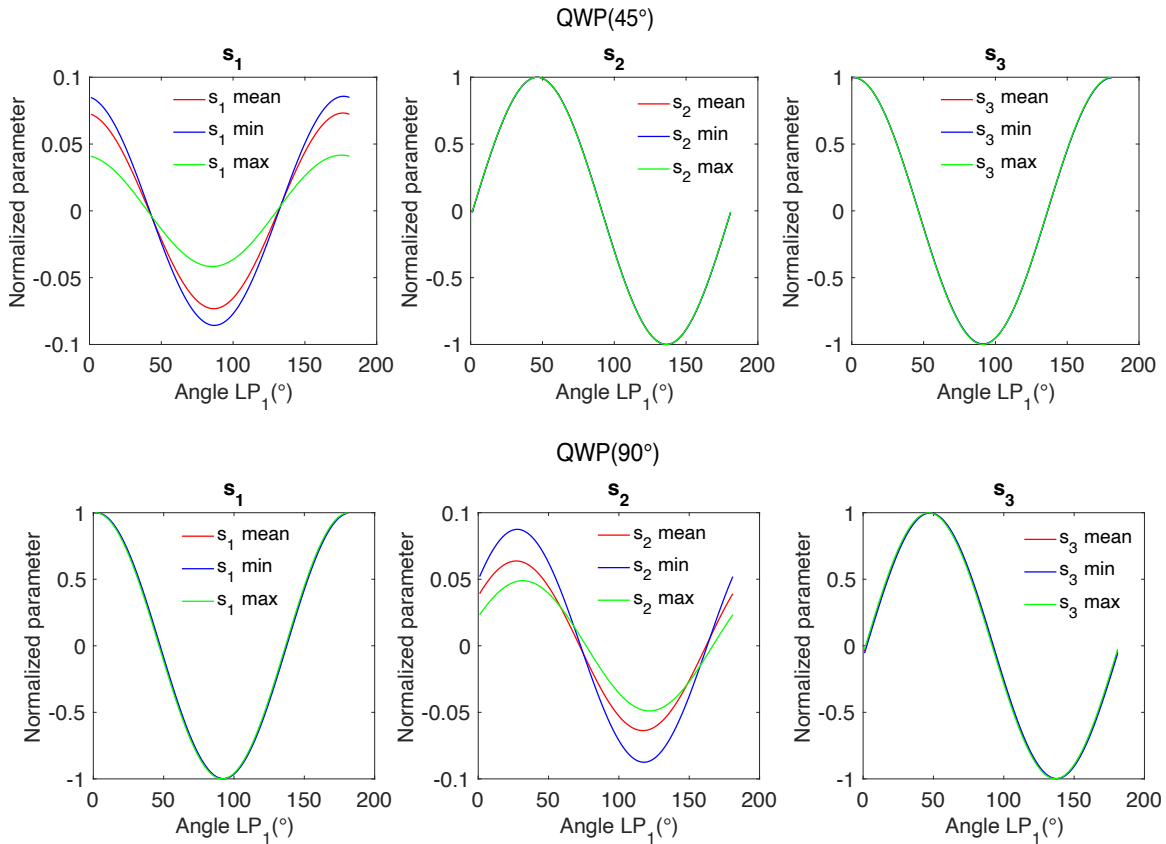 QWP(45°)
s1
Normalized parameter
0.1
0.05
0
-0.05
-0.1
s1 mean
s1 min
s1 max
0 50 100 150 200
Angle LP1(°)
s2
Normalized parameter
1
0.5
0
-0.5
-1
s2 mean
s2 min
s2 max
0 50 100 150 200
Angle LP1(°)
s3
Normalized parameter
1
0.5
0
-0.5
-1
s3 mean
s3 min
s3 max
0 50 100 150 200
Angle LP1(°)
QWP(90°)
s1
Normalized parameter
1
0.5
0
-0.5
-1
s1 mean
s1 min
s1 max
0 50 100 150 200
Angle LP1(°)
s2
Normalized parameter
0.1
0.05
0
-0.05
-0.1
s2 mean
s2 min
s2 max
0 50 100 150 200
Angle LP1(°)
s3
Normalized parameter
1
0.5
0
-0.5
-1
s3 mean
s3 min
s3 max
0 50 100 150 200
Angle LP1(°)